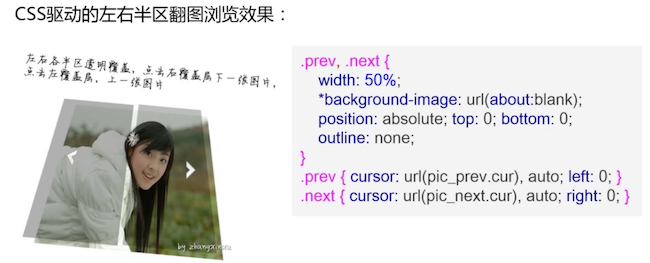 CSS驱动的左右半区翻图浏览效果：
左右各半区透明覆盖，点击右覆盖层下一张图片，
点击左覆盖层，上一张图片
by zhangxinxu
.prev, .next {
width: 50%;
*background-image: url(about:blank);
position: absolute; top: 0; bottom: 0;
outline: none;
}
.prev { cursor: url(pic_prev.cur), auto; left: 0; }
.next { cursor: url(pic_next.cur), auto; right: 0; }